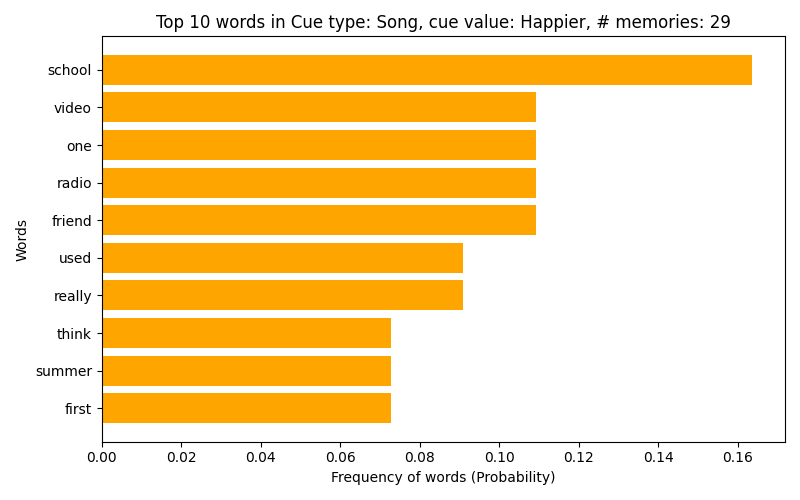 Top 10 words in Cue type: Song, cue value: Happier, # memories: 29
school
video
one
radio
friend
used
really
think
summer
first
Words
0.00 0.02 0.04 0.06 0.08 0.10 0.12 0.14 0.16
Frequency of words (Probability)